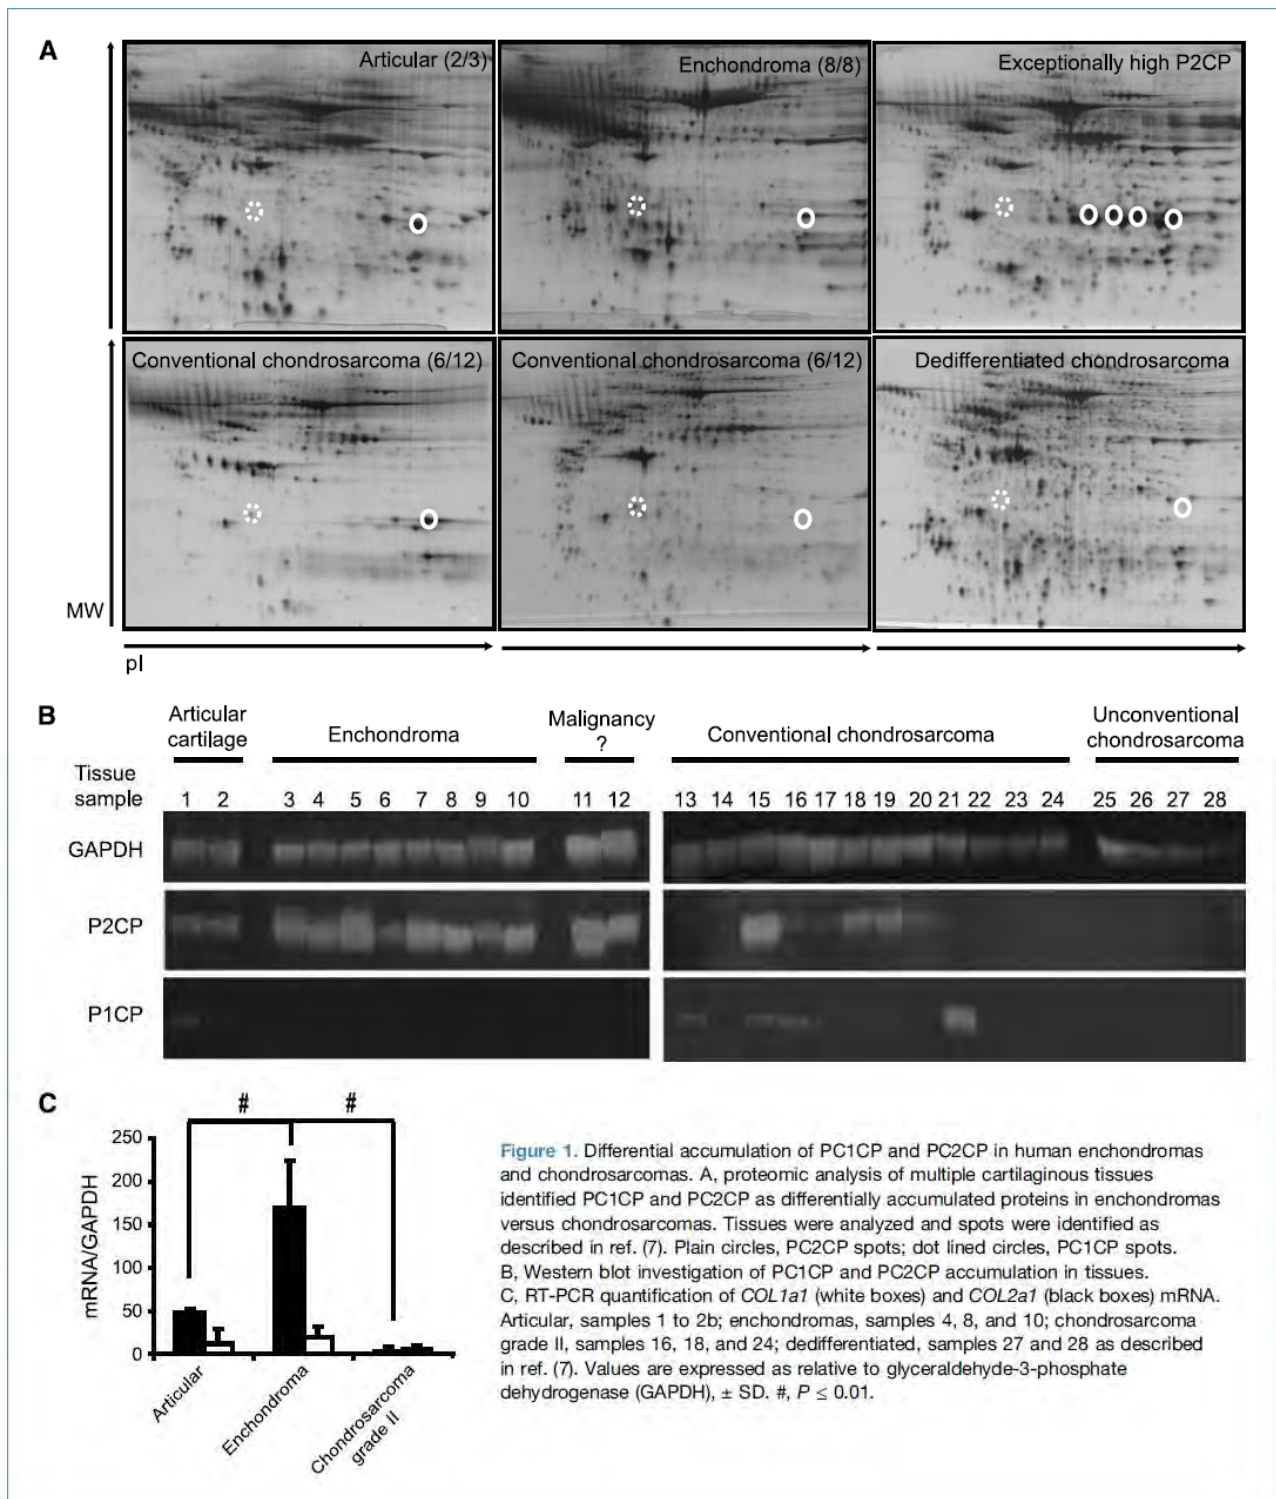 A
Articular (2/3)
Enchondroma (8/8)
Exceptionally high P2CP
Conventional chondrosarcoma (6/12)
Conventional chondrosarcoma (6/12)
Dedifferentiated chondrosarcoma
MW
pI
B
Articular cartilage
Enchondroma
Malignancy ?
Conventional chondrosarcoma
Unconventional chondrosarcoma
Tissue sample
1 2 3 4 5 6 7 8 9 10 11 12 13 14 15 16 17 18 19 20 21 22 23 24 25 26 27 28
GAPDH
P2CP
P1CP
C
# #
mRNA/GAPDH
250
200
150
100
50
0
Articular
Enchondroma
Chondrosarcoma grade II
Figure 1. Differential accumulation of PC1CP and PC2CP in human enchondromas
and chondrosarcomas. A, proteomic analysis of multiple cartilaginous tissues
identified PC1CP and PC2CP as differentially accumulated proteins in enchondromas
versus chondrosarcomas. Tissues were analyzed and spots were identified as
described in ref. (7). Plain circles, PC2CP spots; dot lined circles, PC1CP spots.
B, Western blot investigation of PC1CP and PC2CP accumulation in tissues.
C, RT-PCR quantification of COL1a1 (white boxes) and COL2a1 (black boxes) mRNA.
Articular, samples 1 to 2b; enchondromas, samples 4, 8, and 10; chondrosarcoma
grade II, samples 16, 18, and 24; dedifferentiated, samples 27 and 28 as described
in ref. (7). Values are expressed as relative to glyceraldehyde-3-phosphate
dehydrogenase (GAPDH), ± SD. #, P ≤ 0.01.